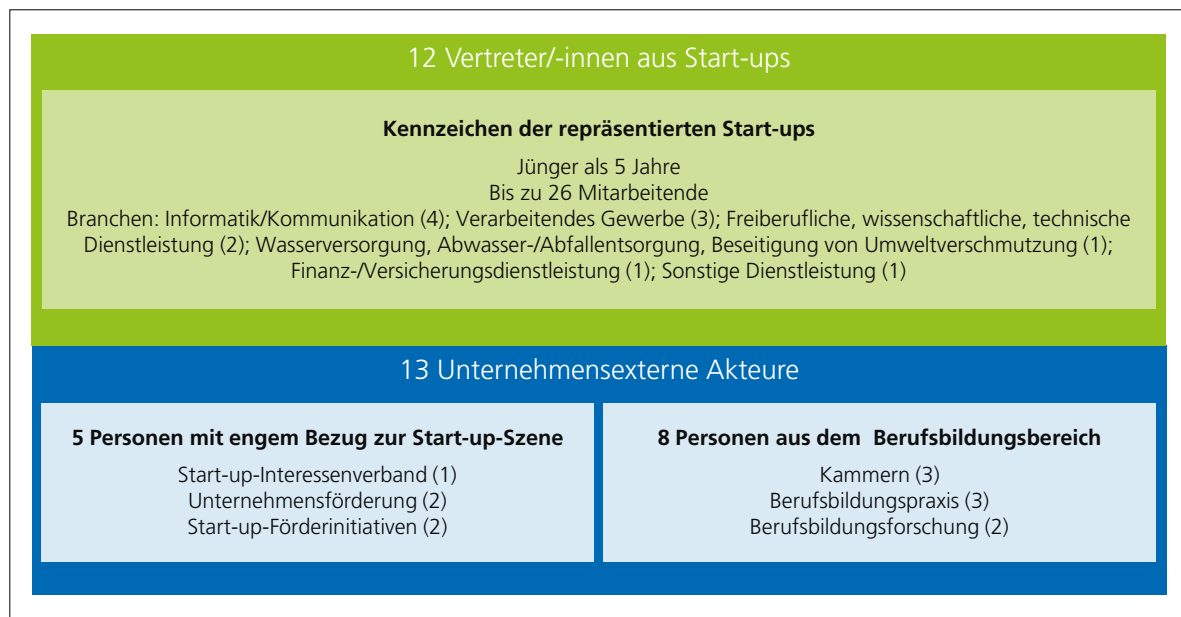 12 Vertreter/-innen aus Start-ups
Kennzeichen der repräsentierten Start-ups
Jünger als 5 Jahre
Bis zu 26 Mitarbeitende
Branchen: Informatik/Kommunikation (4); Verarbeitendes Gewerbe (3); Freiberufliche, wissenschaftliche, technische
Dienstleistung (2); Wasserversorgung, Abwasser-/Abfallentsorgung, Beseitigung von Umweltverschmutzung (1);
Finanz-/Versicherungsdienstleistung (1); Sonstige Dienstleistung (1)
13 Unternehmensexterne Akteure
5 Personen mit engem Bezug zur Start-up-Szene
Start-up-Interessenverband (1)
Unternehmensförderung (2)
Start-up-Förderinitiativen (2)
8 Personen aus dem Berufsbildungsbereich
Kammern (3)
Berufsbildungspraxis (3)
Berufsbildungsforschung (2)